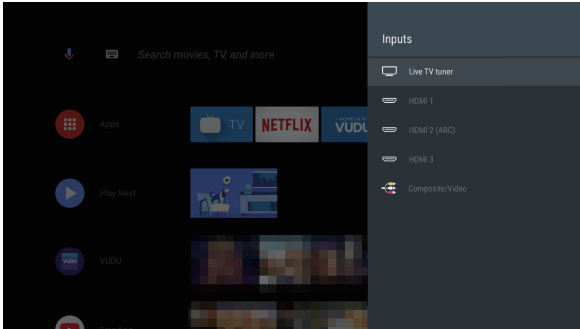 Inputs
Search movies, TV, and more
Live TV tuner
HDMI 1
Apps
TV
NETFLIX
VUDU
HDMI 2 (ARC)
HDMI 3
Play Next
Composite/Video
VUDU
VUDU